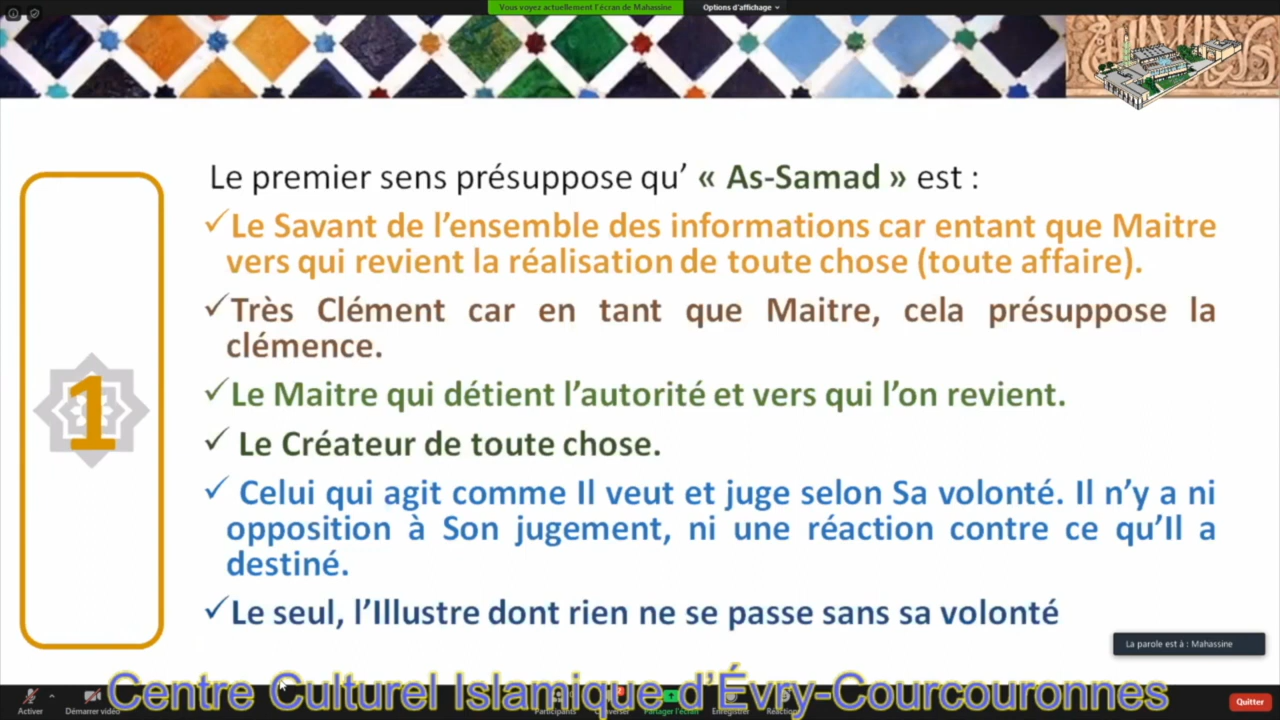 Vous voyez actuellement l'écran de Mahassine
Options d'affichage
Le premier sens présuppose qu' « As-Samad » est :
Le Savant de l'ensemble des informations car entant que Maitre
vers qui revient la réalisation de toute chose (toute affaire).
Très Clément car en tant que Maitre, cela présuppose la
clémence.
1
Le Maitre qui détient l'autorité et vers qui l'on revient.
Le Créateur de toute chose.
Celui qui agit comme Il veut et juge selon Sa volonté. Il n'y a ni
opposition à Son jugement, ni une réaction contre ce qu'Il a
destiné.
Le seul, l'Illustre dont rien ne se passe sans sa volonté
La parole est à : Mahassine
Centre Culturel Islamique d'Évry-Courcouronnes
Activer
Démarrer vidéo
Participants
Partager l'écran
Enregistrer
Quitter